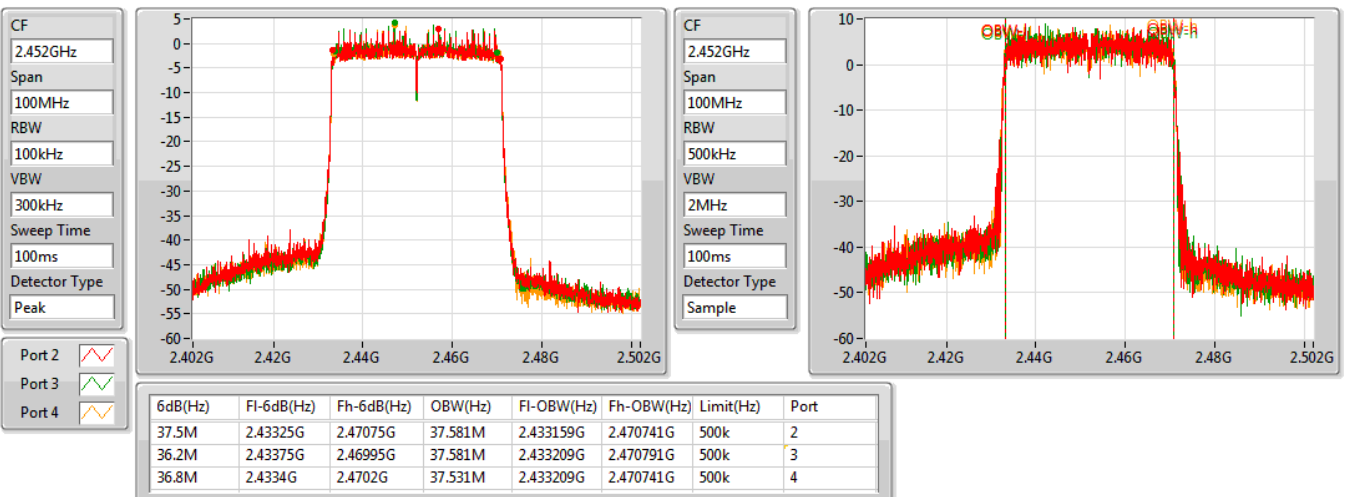 CF
2.452GHz
Span
100MHz
RBW
100kHz
VBW
300kHz
Sweep Time
100ms
Detector Type
Peak
Port 2
Port 3
Port 4
5
0
-5
-10
-15
-20
-25
-30
-35
-40
-45
-50
-55
-60
2.402G 2.42G 2.44G 2.46G 2.48G 2.502G
CF
2.452GHz
Span
100MHz
RBW
500kHz
VBW
2MHz
Sweep Time
100ms
Detector Type
Sample
10
0
-10
-20
-30
-40
-50
-60
OBW-h
2.402G 2.42G 2.44G 2.46G 2.48G 2.502G
6dB(Hz) Fl-6dB(Hz) Fh-6dB(Hz) OBW(Hz) Fl-OBW(Hz) Fh-OBW(Hz) Limit(Hz) Port
37.5M 2.43325G 2.47075G 37.581M 2.433159G 2.470741G 500k 2
36.2M 2.43375G 2.46995G 37.581M 2.433209G 2.470791G 500k 3
36.8M 2.4334G 2.4702G 37.531M 2.433209G 2.470741G 500k 4